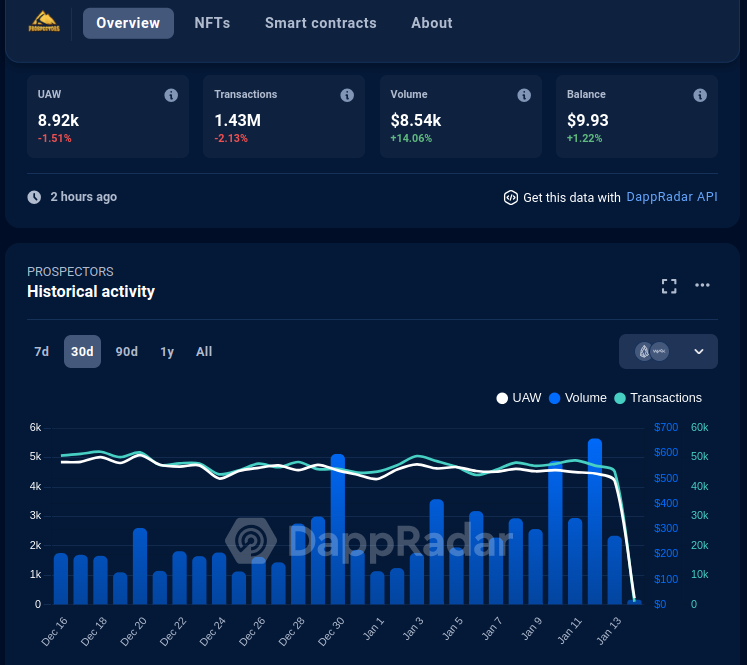 PROSPECTORS
Overview NFTs Smart contracts About
UAW Transactions Volume Balance
8.92k 1.43M $8.54k $9.93
-1.51% -2.13% +14.06% +1.22%
2 hours ago Get this data with DappRadar API
PROSPECTORS
Historical activity
7d 30d 90d 1y All
UAW Volume Transactions
6k $700 60k
5k $600 50k
4k $500 40k
3k $400 30k
2k $300 20k
1k $200 10k
0 $100 0
$0
DappRadar
Dec 16 Dec 18 Dec 20 Dec 22 Dec 24 Dec 26 Dec 28 Dec 30 Jan 1 Jan 3 Jan 5 Jan 7 Jan 9 Jan 11 Jan 13